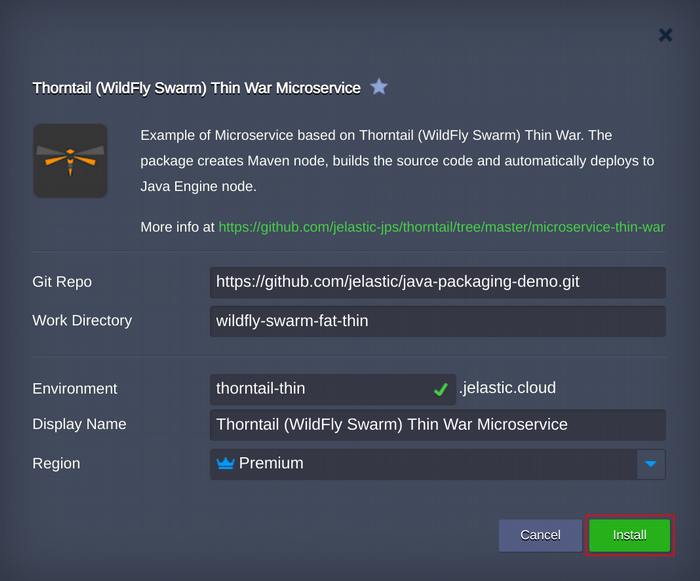 Thorntail (WildFly Swarm) Thin War Microservice
Example of Microservice based on Thorntail (WildFly Swarm) Thin War. The
package creates Maven node, builds the source code and automatically deploys to
Java Engine node.
More info at https://github.com/jelastic-jps/thorntail/tree/master/microservice-thin-war
Git Repo https://github.com/jelastic/java-packaging-demo.git
Work Directory wildfly-swarm-fat-thin
Environment thorntail-thin .jelastic.cloud
Display Name Thorntail (WildFly Swarm) Thin War Microservice
Region Premium
Cancel Install